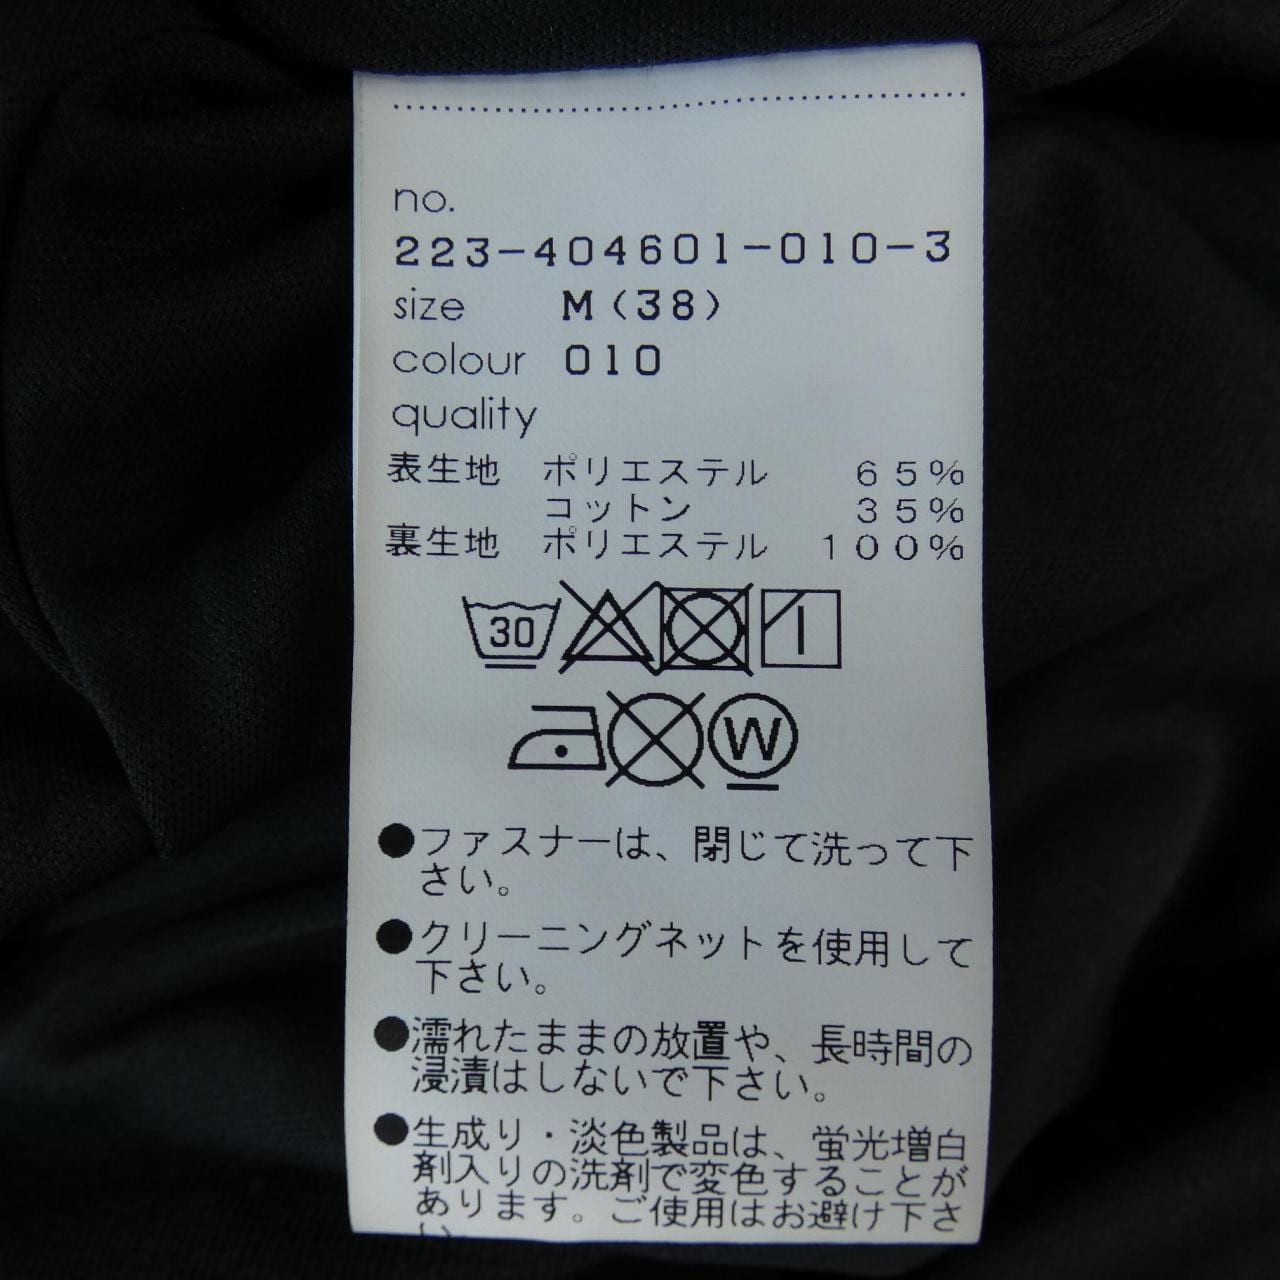 no.
223-404601-010-3
size M(38)
colour 010
quality
表生地 ポリエステル 65%
コットン 35%
裏生地 ポリエステル 100%
30
W
●ファスナーは、閉じて洗って下
さい。
●クリーニングネットを使用して
下さい。
●濡れたままの放置や、長時間の
浸漬はしないで下さい。
●生成り・淡色製品は、蛍光増白
剤入りの洗剤で変色することが
あります。ご使用はお避け下さ
い